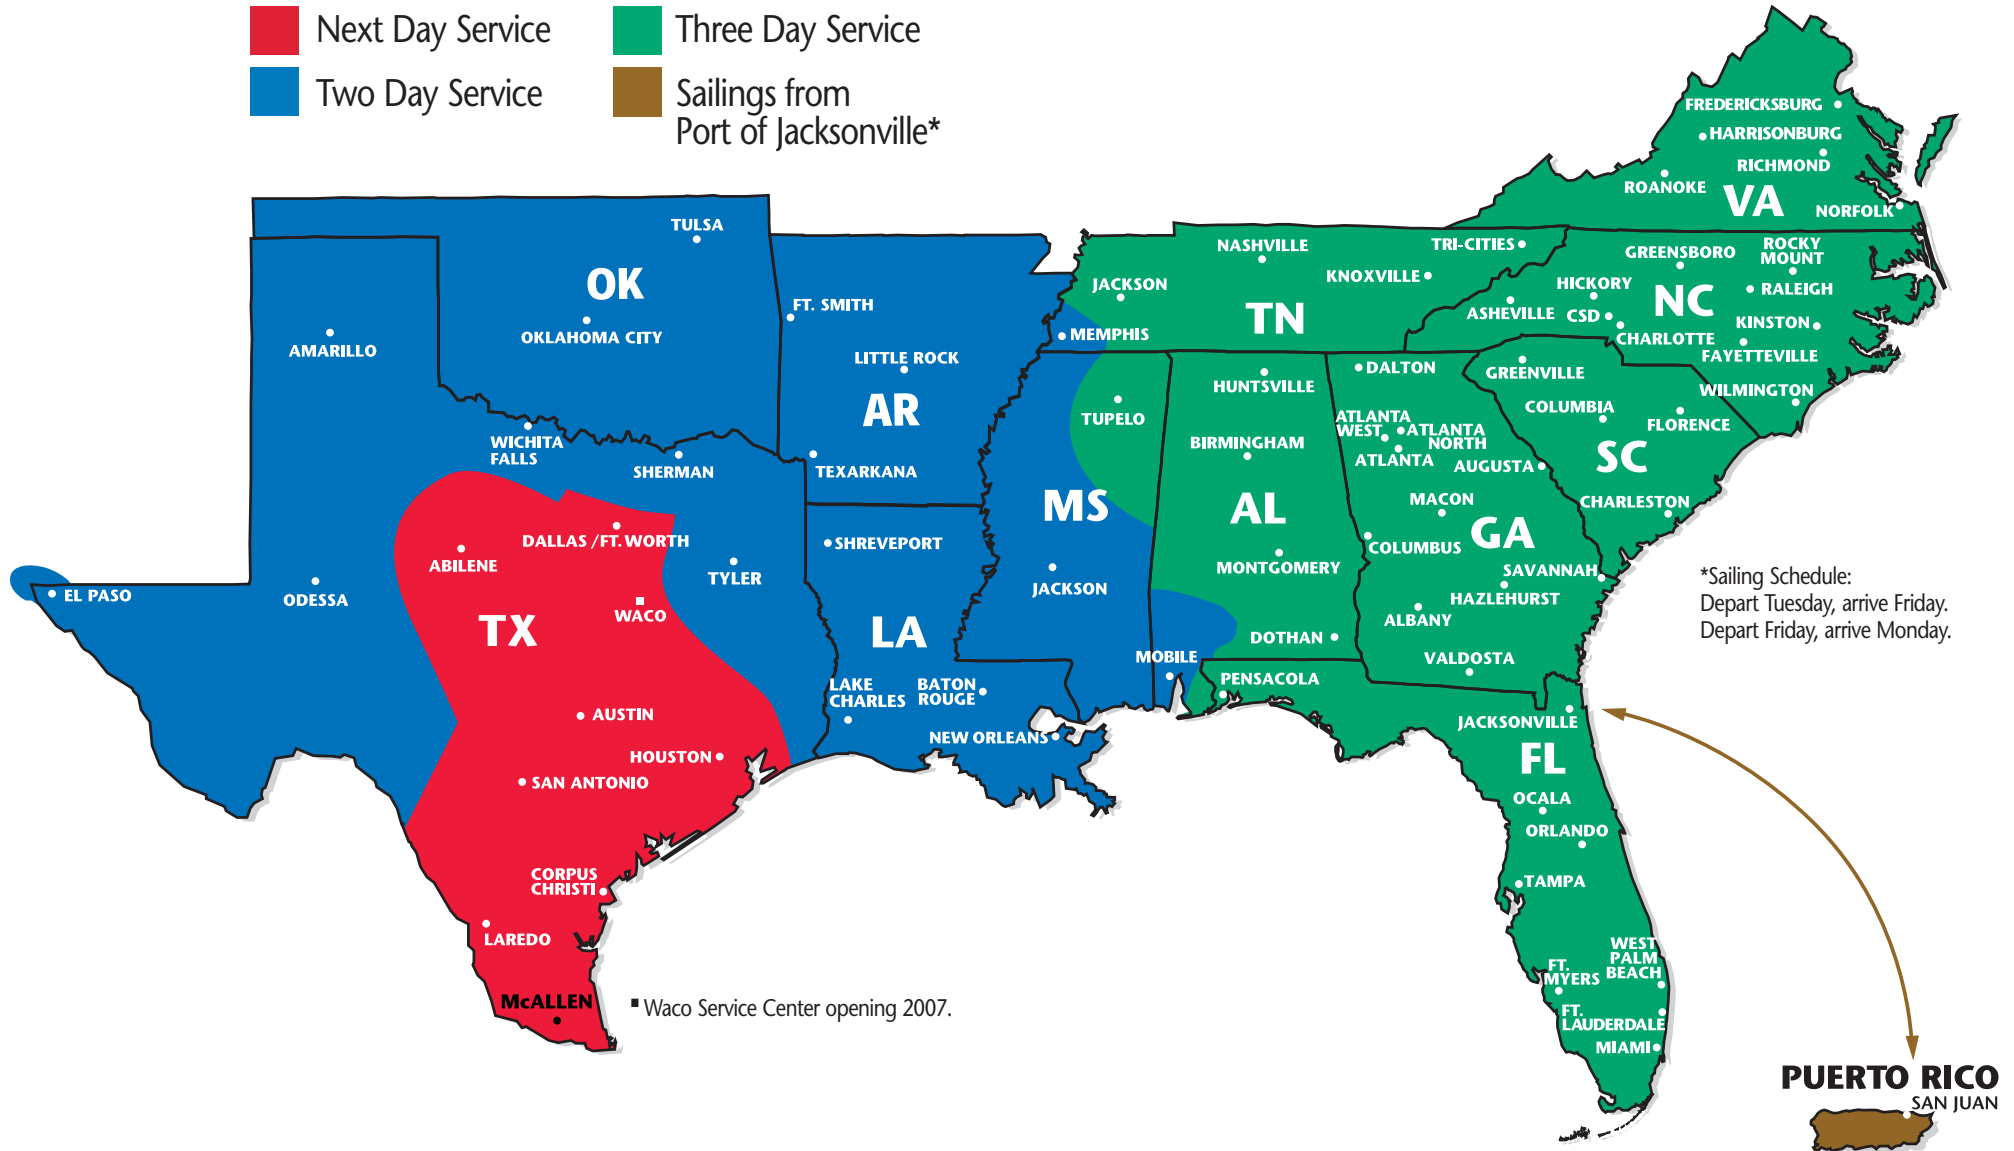 Next Day Service
Three Day Service
Two Day Service
Sailings from
Port of Jacksonville*
FREDERICKSBURG
HARRISONBURG
RICHMOND
ROANOKE
VA
NORFOLK
TULSA
OK
OKLAHOMA CITY
AMARILLO
WICHITA
FALLS
SHERMAN
FT. SMITH
LITTLE ROCK
AR
TEXARKANA
NASHVILLE
TRI-CITIES
KNOXVILLE
JACKSON
TN
MEMPHIS
GREENSBORO
ROCKY
MOUNT
HICKORY
NC
RALEIGH
ASHEVILLE
CSD
KINSTON
CHARLOTTE
FAYETTEVILLE
WILMINGTON
GREENVILLE
COLUMBIA
FLORENCE
SC
CHARLESTON
TUPELO
MS
JACKSON
HUNTSVILLE
BIRMINGHAM
AL
MONTGOMERY
DOTHAN
MOBILE
DALTON
ATLANTA
WEST
ATLANTA
NORTH
ATLANTA
AUGUSTA
MACON
GA
COLUMBUS
SAVANNAH
HAZLEHURST
ALBANY
VALDOSTA
DALLAS /FT. WORTH
ABILENE
TYLER
EL PASO
ODESSA
WACO
TX
AUSTIN
HOUSTON
SAN ANTONIO
CORPUS
CHRISTI
LAREDO
McALLEN
SHREVEPORT
LA
LAKE
CHARLES
BATON
ROUGE
NEW ORLEANS
PENSACOLA
JACKSONVILLE
FL
OCALA
ORLANDO
TAMPA
WEST
PALM
BEACH
FT.
MYERS
FT.
LAUDERDALE
MIAMI
*Sailing Schedule:
Depart Tuesday, arrive Friday.
Depart Friday, arrive Monday.
■ Waco Service Center opening 2007.
PUERTO RICO
SAN JUAN